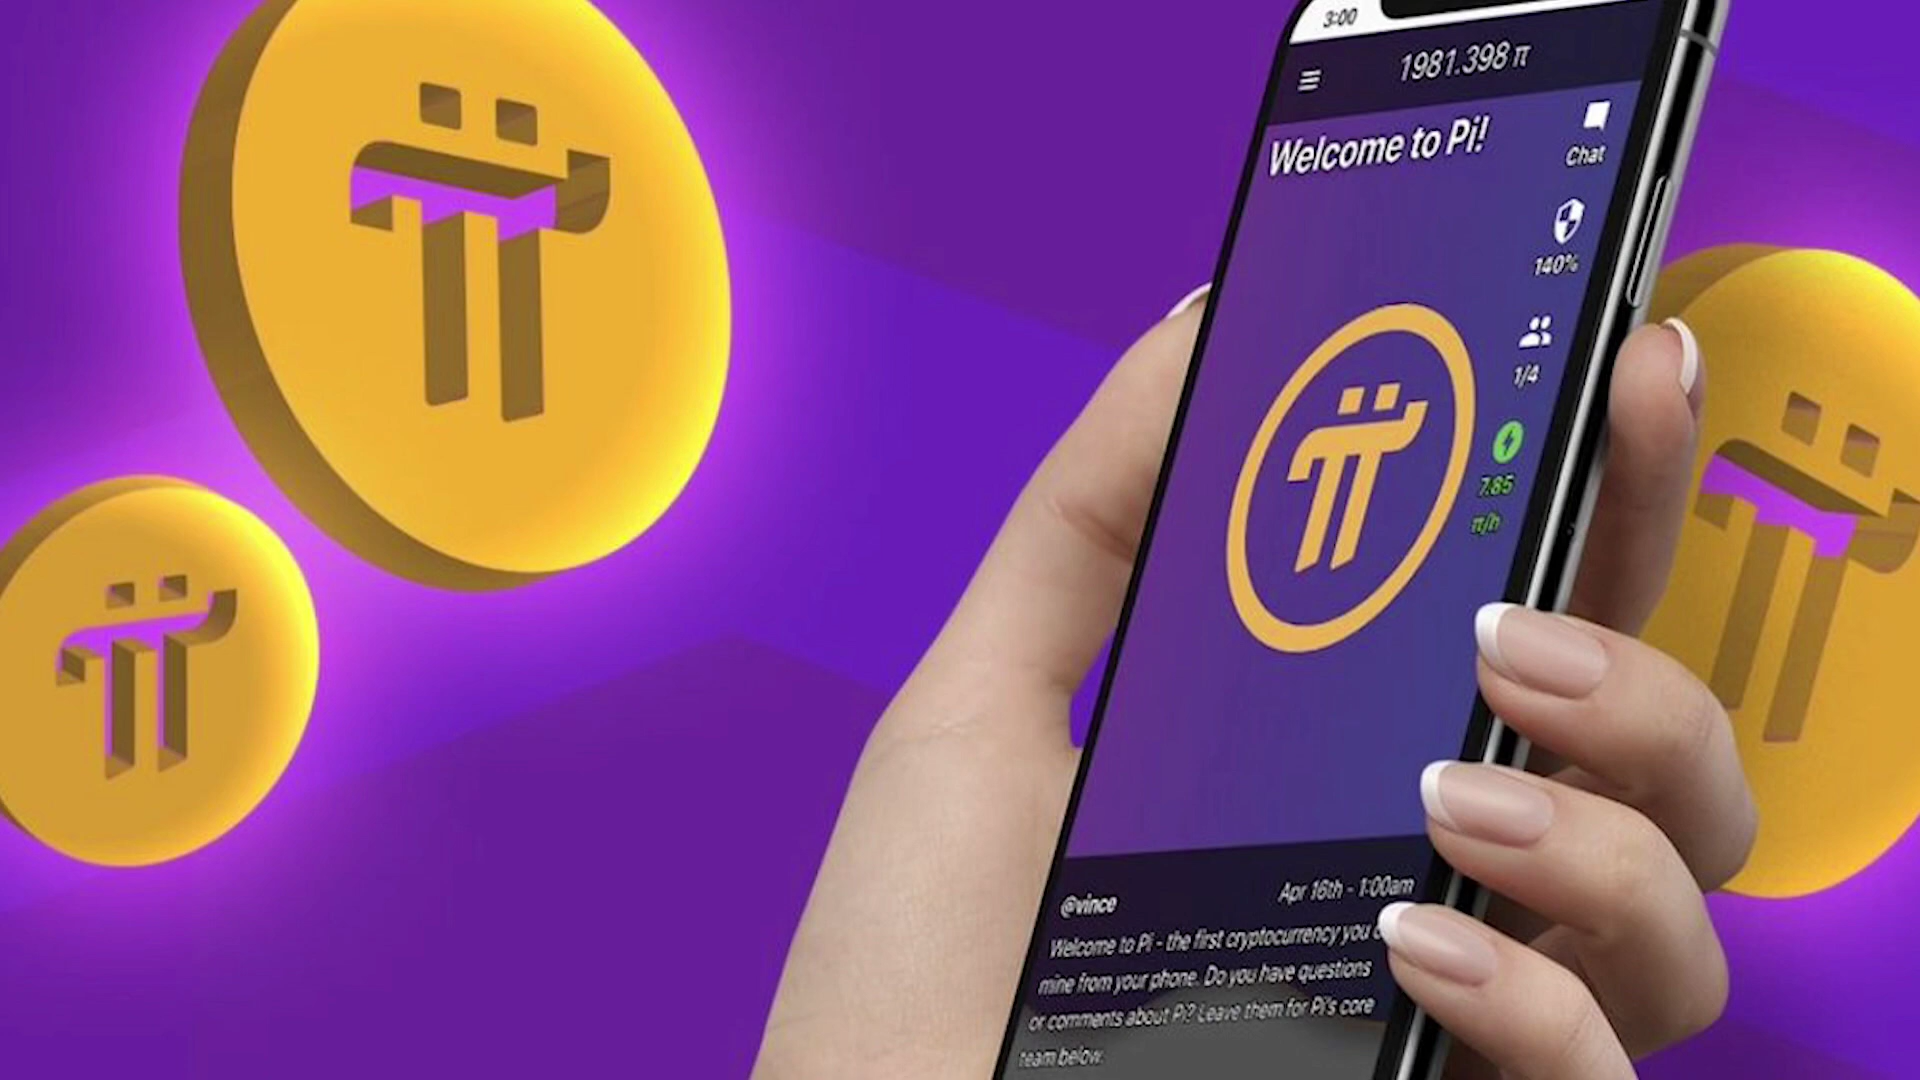 3:00
1981.398 π
Welcome to Pi!
Chat
140%
1/4
7.85
π/h
@vince
Apr 16th - 1:00am
Welcome to Pi - the first cryptocurrency you
mine from your phone. Do you have questions
or comments about Pi? Leave them for Pi's core
team below.